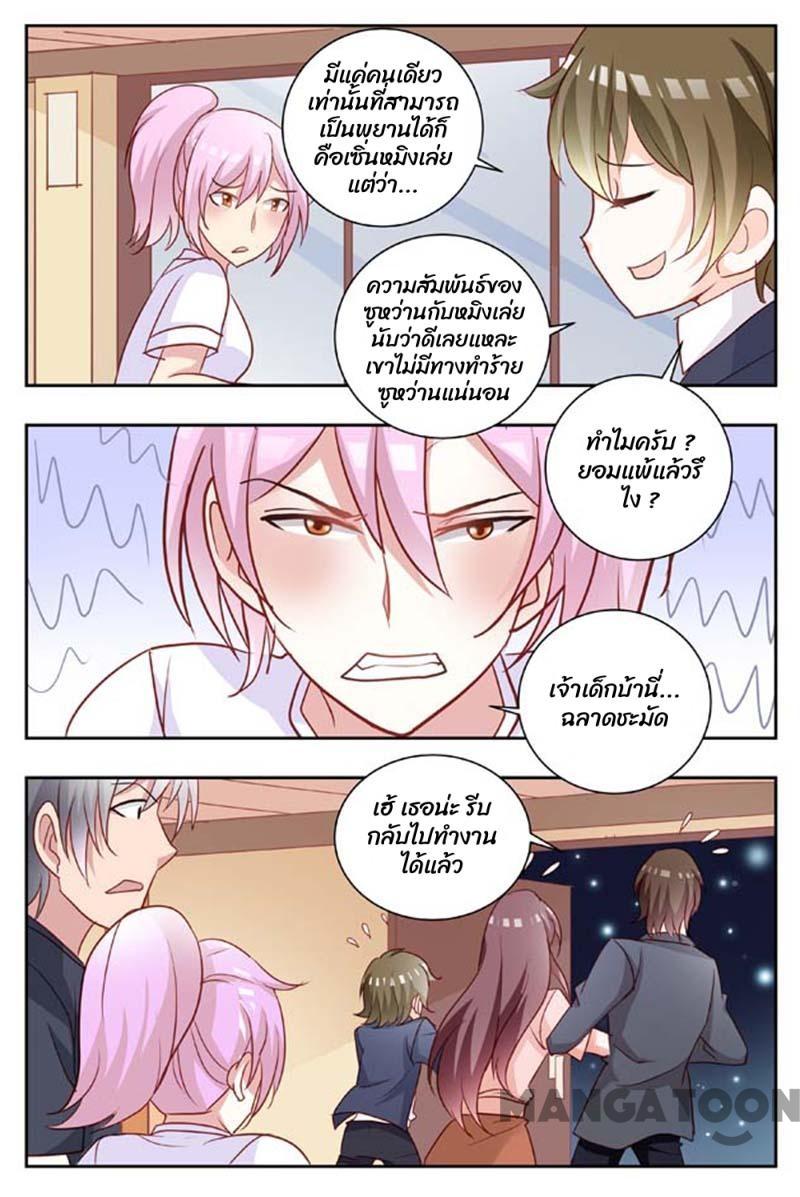 มีแค่คนเดียว
เท่านั้นที่สามารถ
เป็นพยานได้ก็
คือเซิ่นหมิงเล่ย
แต่ว่า...
ความสัมพันธ์ของ
ซูหว่านกับหมิงเล่ย
นับว่าดีเลยแหละ
เขาไม่มีทางทำร้าย
ซูหว่านแน่นอน
ทำไมครับ ?
ยอมแพ้แล้วรึ
ไง ?
เจ้าเด็กบ้านี่...
ฉลาดชะมัด
เฮ้ เธอน่ะ รีบ
กลับไปทำงาน
ได้แล้ว
MANGATOON